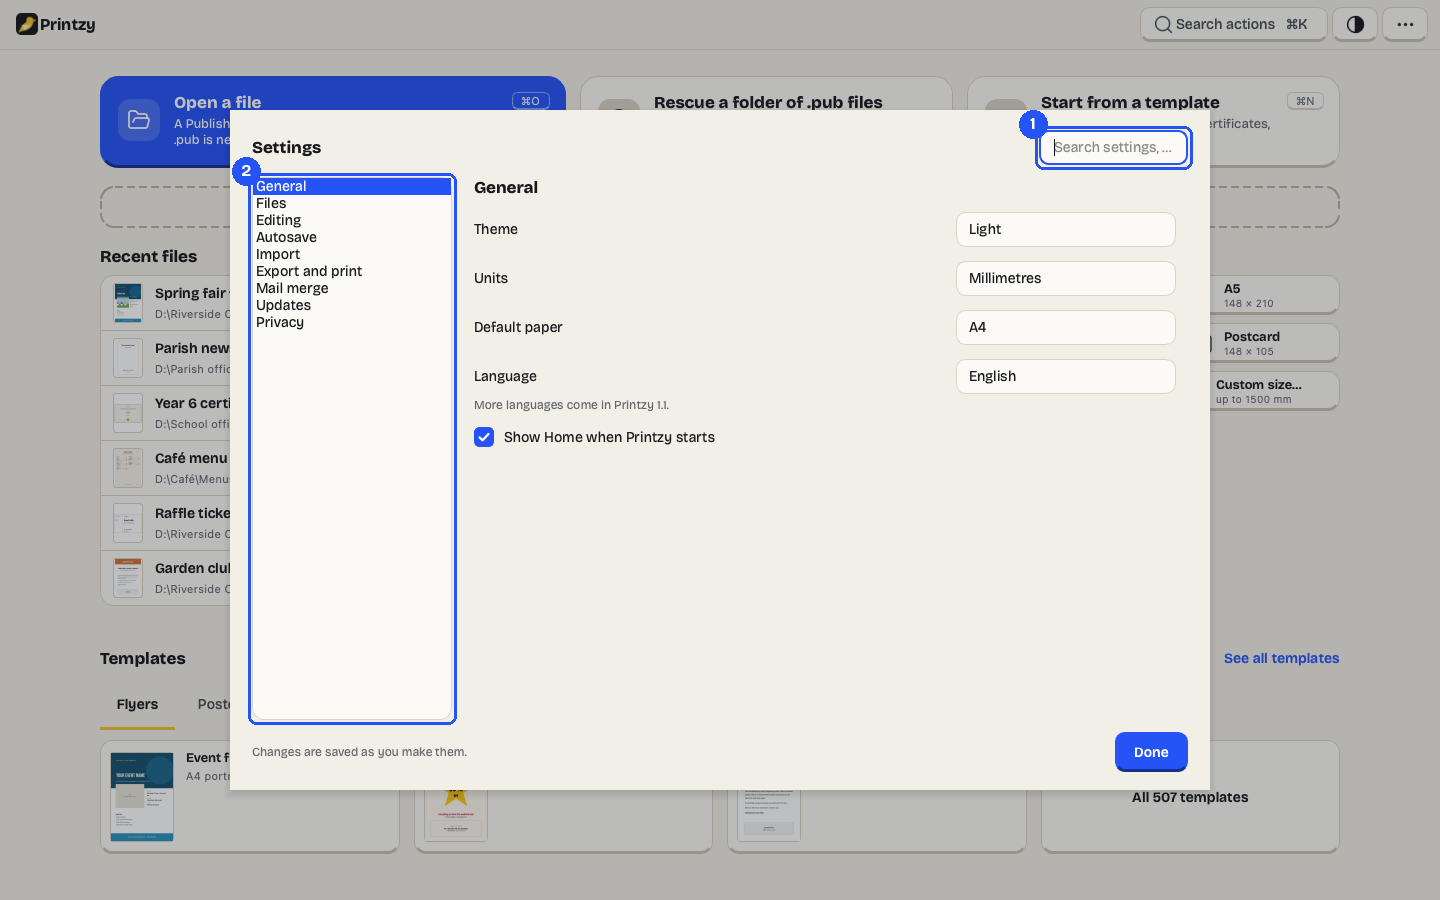 Printzy
Search actions ⌘K
Open a file
⌘O
A Publish
.pub is ne
Rescue a folder of .pub files
Start from a template
⌘N
ertificates,
1
Settings
Search settings, ...
2
General
Files
Editing
Autosave
Import
Export and print
Mail merge
Updates
Privacy
General
Theme
Light
Units
Millimetres
Default paper
A4
Language
English
More languages come in Printzy 1.1.
Show Home when Printzy starts
Changes are saved as you make them.
Done
Recent files
Spring fair
D:\Riverside C
Parish new
D:\Parish offic
Year 6 certi
D:\School offi
Café menu
D:\Café\Menu
Raffle ticke
D:\Riverside C
Garden clu
D:\Riverside C
A5
148 × 210
Postcard
148 × 105
Custom size...
up to 1500 mm
Templates
See all templates
Flyers
Post
Event f
A4 portr
YOUR EVENT NAME
All 507 templates